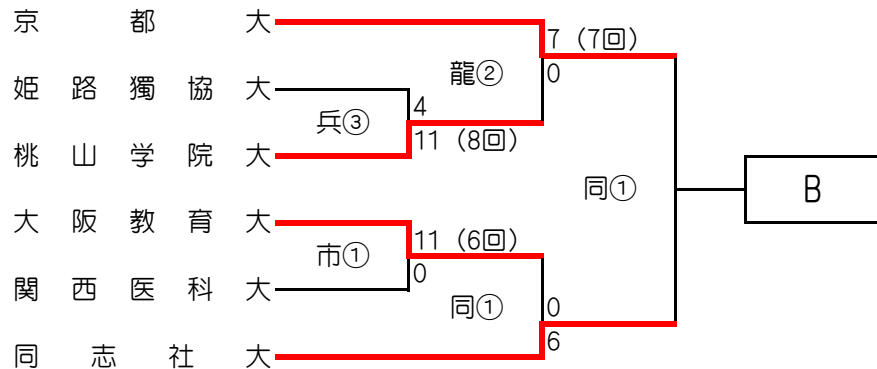 京都大
7（7回）
龍②
0
姫路獨協大
4
兵③
11（8回）
桃山学院大
同①
B
大阪教育大
11（6回）
市①
0
関西医科大
同①
0
6
同志社大